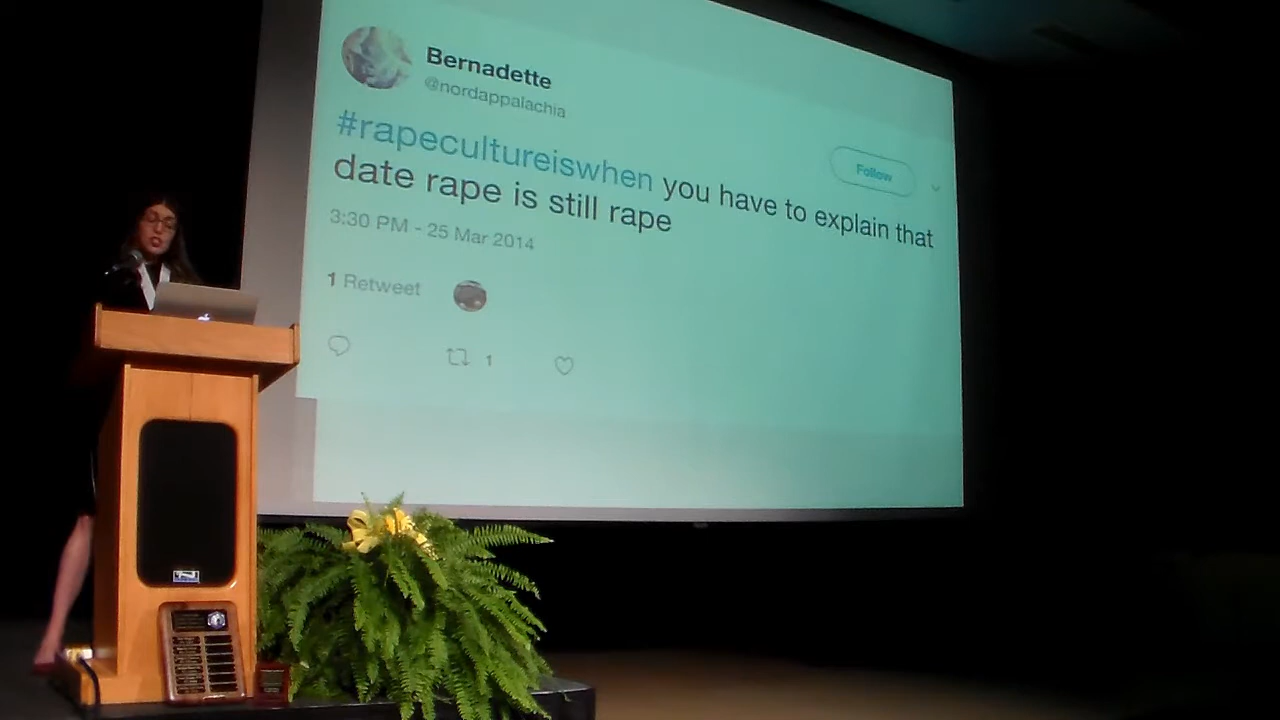 Bernadette
@nordappalachia
Follow
#rapecultureiswhen you have to explain that
date rape is still rape
3:30 PM - 25 Mar 2014
1 Retweet
1